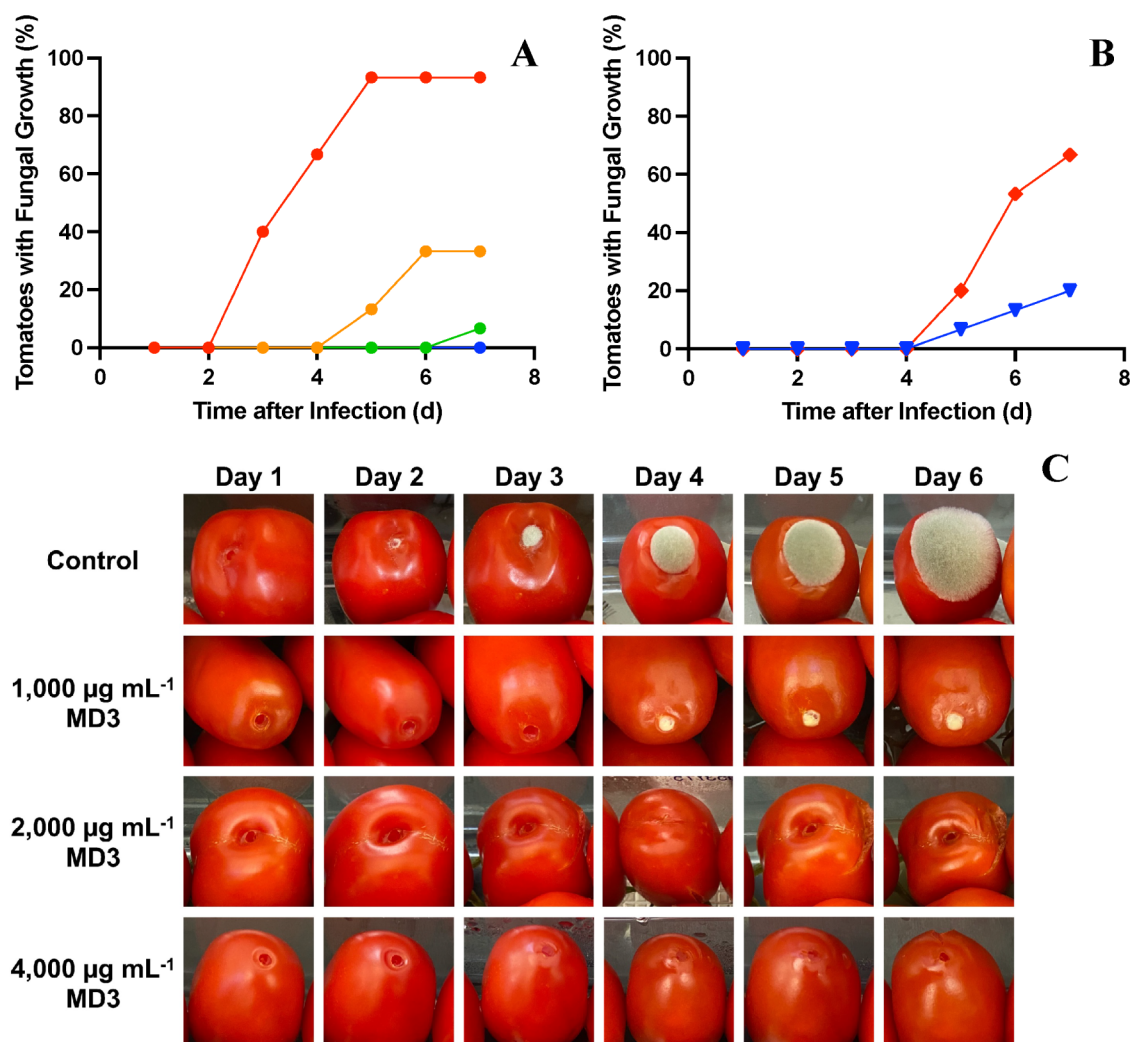 A
Tomatoes with Fungal Growth (%)
100
80
60
40
20
0
0 2 4 6 8
Time after Infection (d)
B
Tomatoes with Fungal Growth (%)
100
80
60
40
20
0
0 2 4 6 8
Time after Infection (d)
C
Day 1 Day 2 Day 3 Day 4 Day 5 Day 6
Control
1,000 µg mL⁻¹
MD3
2,000 µg mL⁻¹
MD3
4,000 µg mL⁻¹
MD3